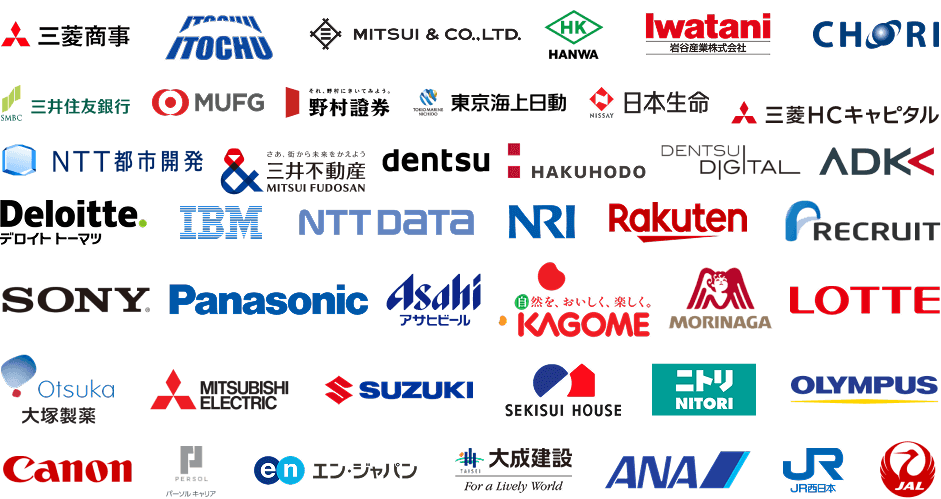 三菱商事
ITOCHU
ITOCHU
MITSUI & CO.,LTD.
HK
HANWA
Iwatani
岩谷産業株式会社
CHORI
SMBC
三井住友銀行
MUFG
それ、野村にきいてみよう。
野村證券
TOKIO MARINE
NICHIDO
東京海上日動
NISSAY
日本生命
三菱HCキャピタル
NTT都市開発
さあ、街から未来をかえよう
三井不動産
MITSUI FUDOSAN
dentsu
HAKUHODO
DENTSU
DIGITAL
ADK
Deloitte.
デロイト トーマツ
IBM
NTT DATA
NRI
Rakuten
RECRUIT
SONY®
Panasonic
Asahi
アサヒビール
自然を、おいしく、楽しく。
KAGOME
MORINAGA
LOTTE
Otsuka
大塚製薬
MITSUBISHI
ELECTRIC
SUZUKI
SEKISUI HOUSE
ニトリ
NITORI
OLYMPUS
Canon
PERSOL
パーソル キャリア
en
エン・ジャパン
TAISEI
大成建設
For a Lively World
ANA
JR
JR西日本
JAL